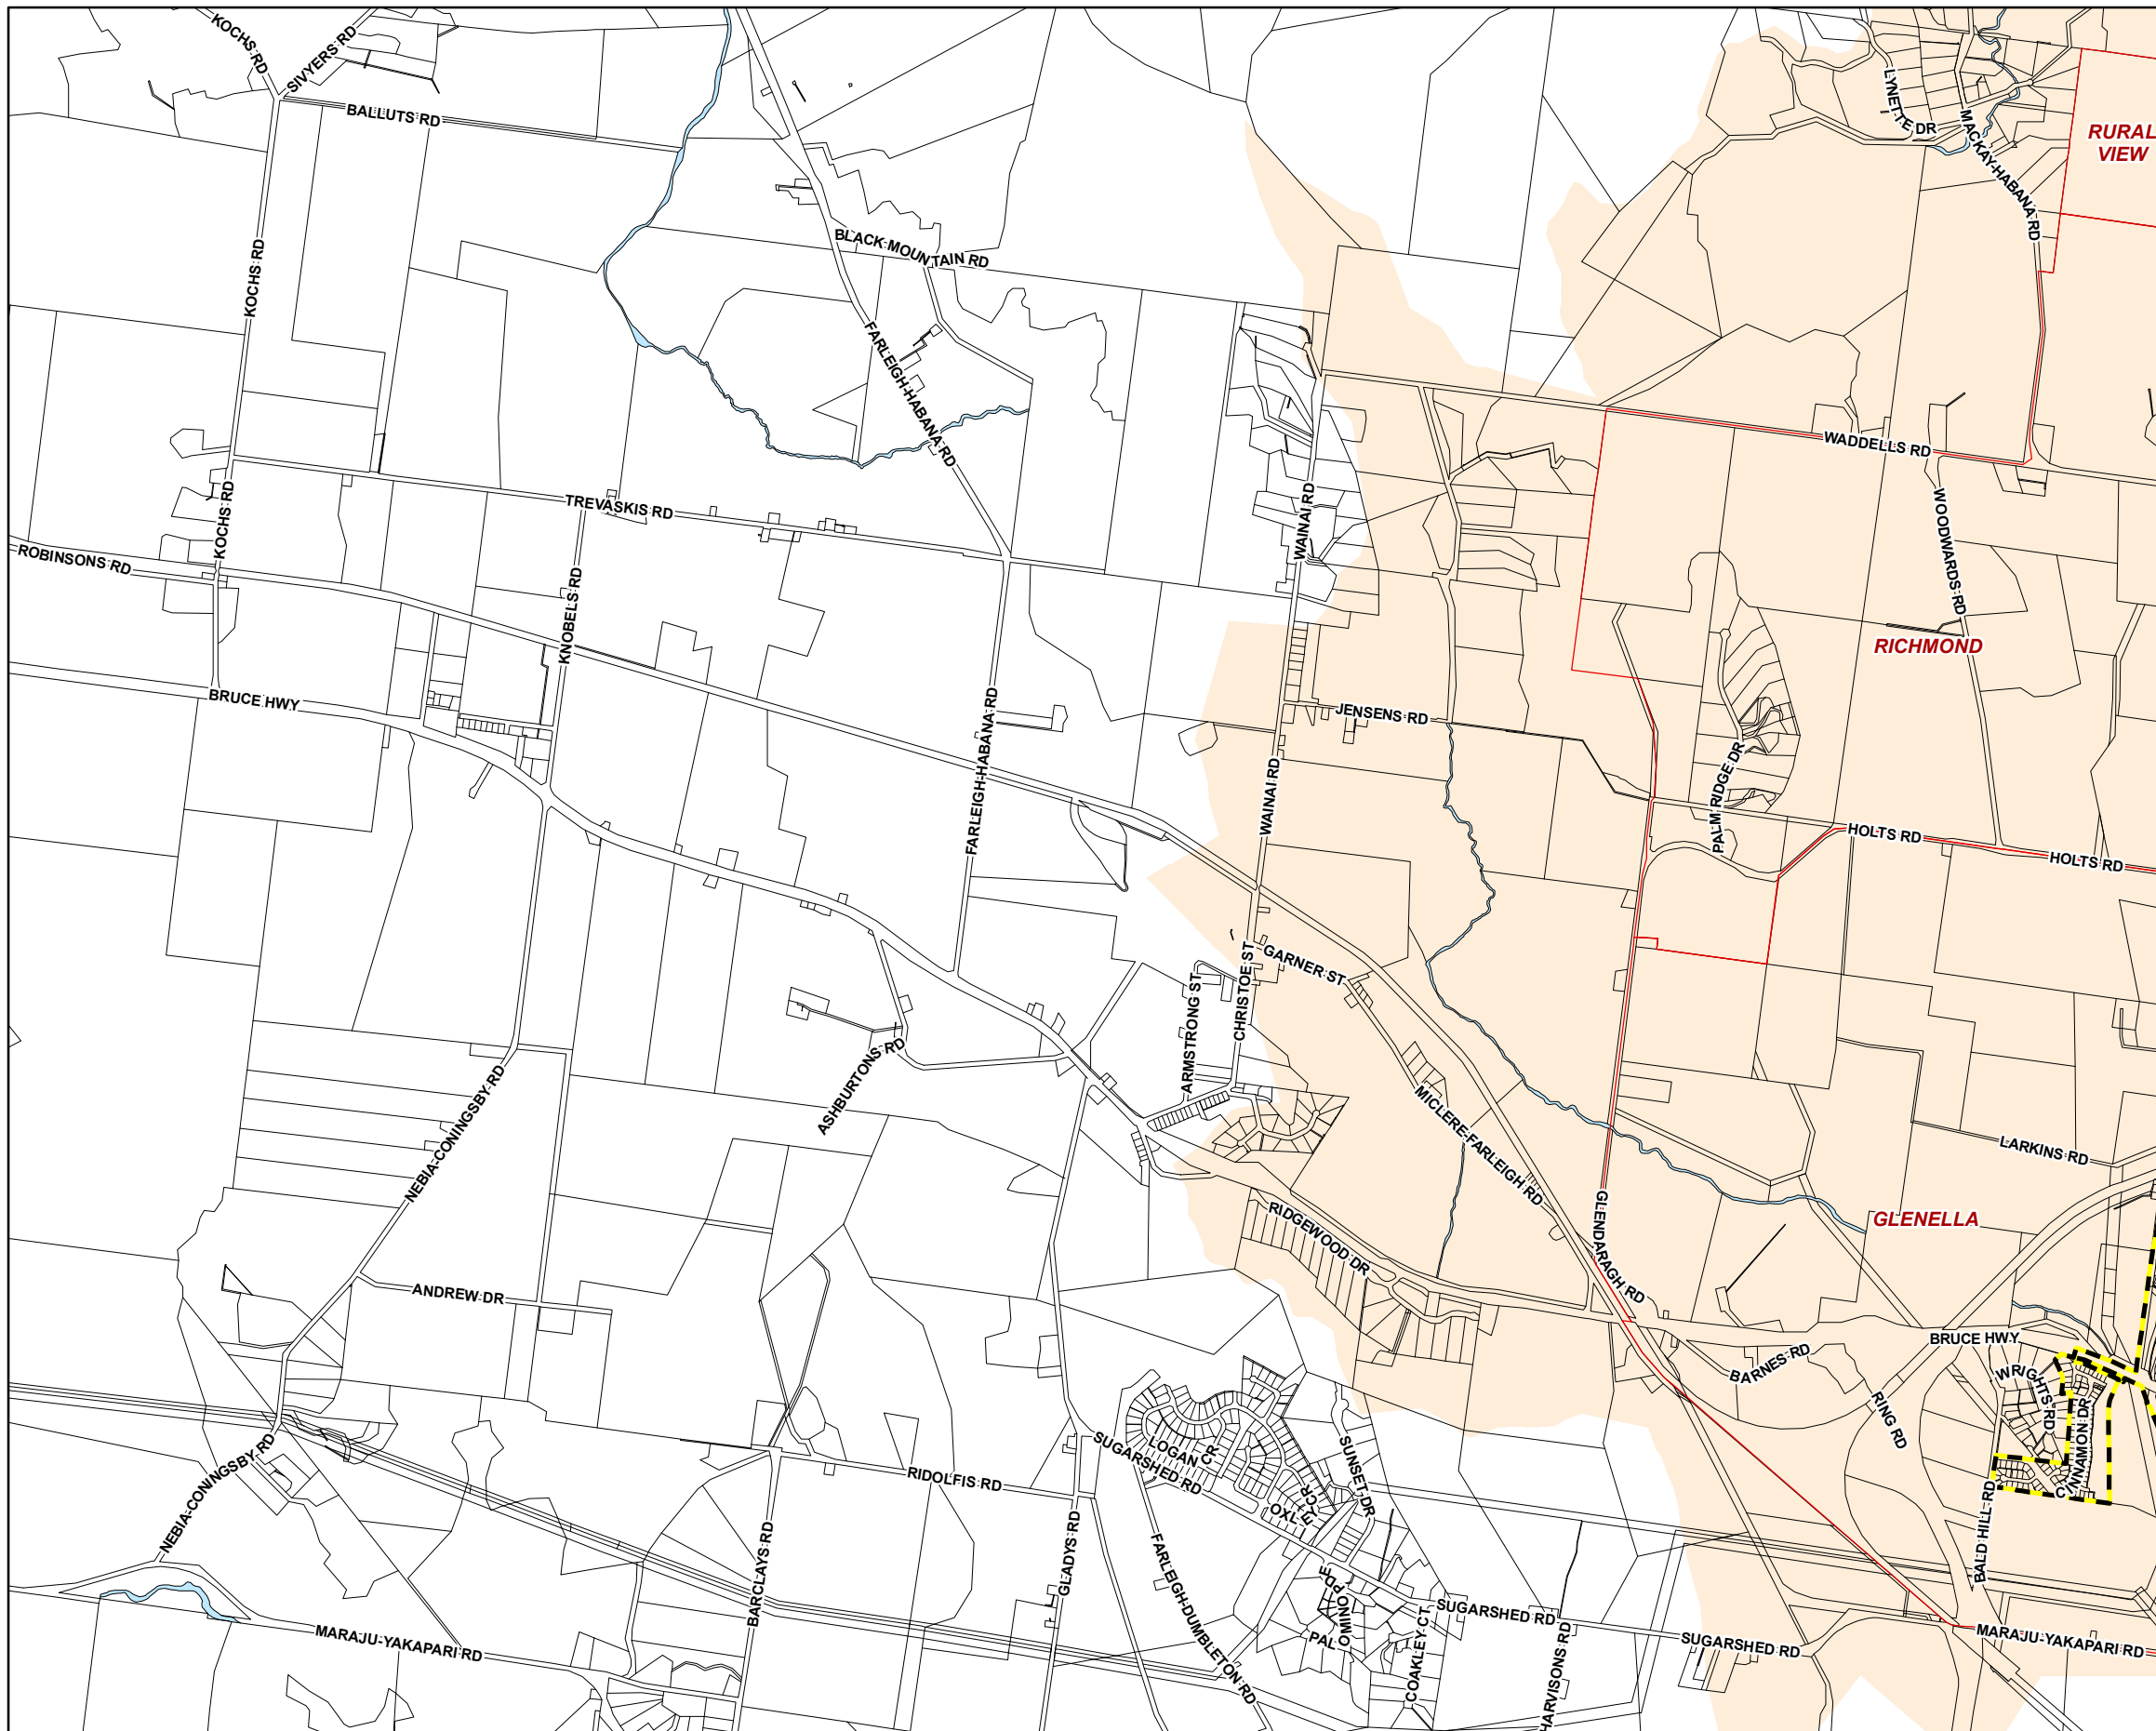 KOCHS RD
SIVYERS RD
BALLUTS RD
LYNETTE DR
MACKAY-HABANA RD
RURAL
VIEW
KOCHS RD
BLACK MOUNTAIN RD
FARLEIGH-HABANA RD
WADDELLS RD
KOCHS RD
TREVASKIS RD
WAINAI RD
WOODWARDS RD
ROBINSONS RD
KNOBELS RD
RICHMOND
BRUCE HWY
FARLEIGH-HABANA RD
JENSENS RD
WAINAI RD
PALM RIDGE DR
HOLTS RD
HOLTS RD
GARNER ST
CHRISTOE ST
ARMSTRONG ST
ASHBURTONS RD
NEBIA-CONINGSBY RD
MICLERE-FARLEIGH RD
LARKINS RD
GLENELLA
RIDGEWOOD DR
GLENDARAGH RD
ANDREW DR
BRUCE HWY
BARNES RD
WRIGHTS RD
RING RD
CINNAMON DR
NEBIA-CONINGSBY RD
SUGARSHED RD
LOGAN CR
SUNSET DR
OXLEY CR
RIDOLFIS RD
BALD HILL RD
BARCLAYS RD
GLADYS RD
FARLEIGH-DUMBLETON RD
PALOMINO PDE
COAKLEY CT
SUGARSHED RD
HARVISONS RD
SUGARSHED RD
MARAJU-YAKAPARI RD
MARAJU-YAKAPARI RD